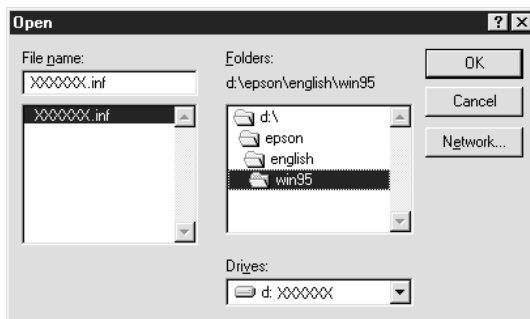 Open
File name:
XXXXXX.inf
XXXXXX.inf
Folders:
d:\epson\english\win95
d:\
epson
english
win95
Drives:
d: XXXXXX
OK
Cancel
Network...